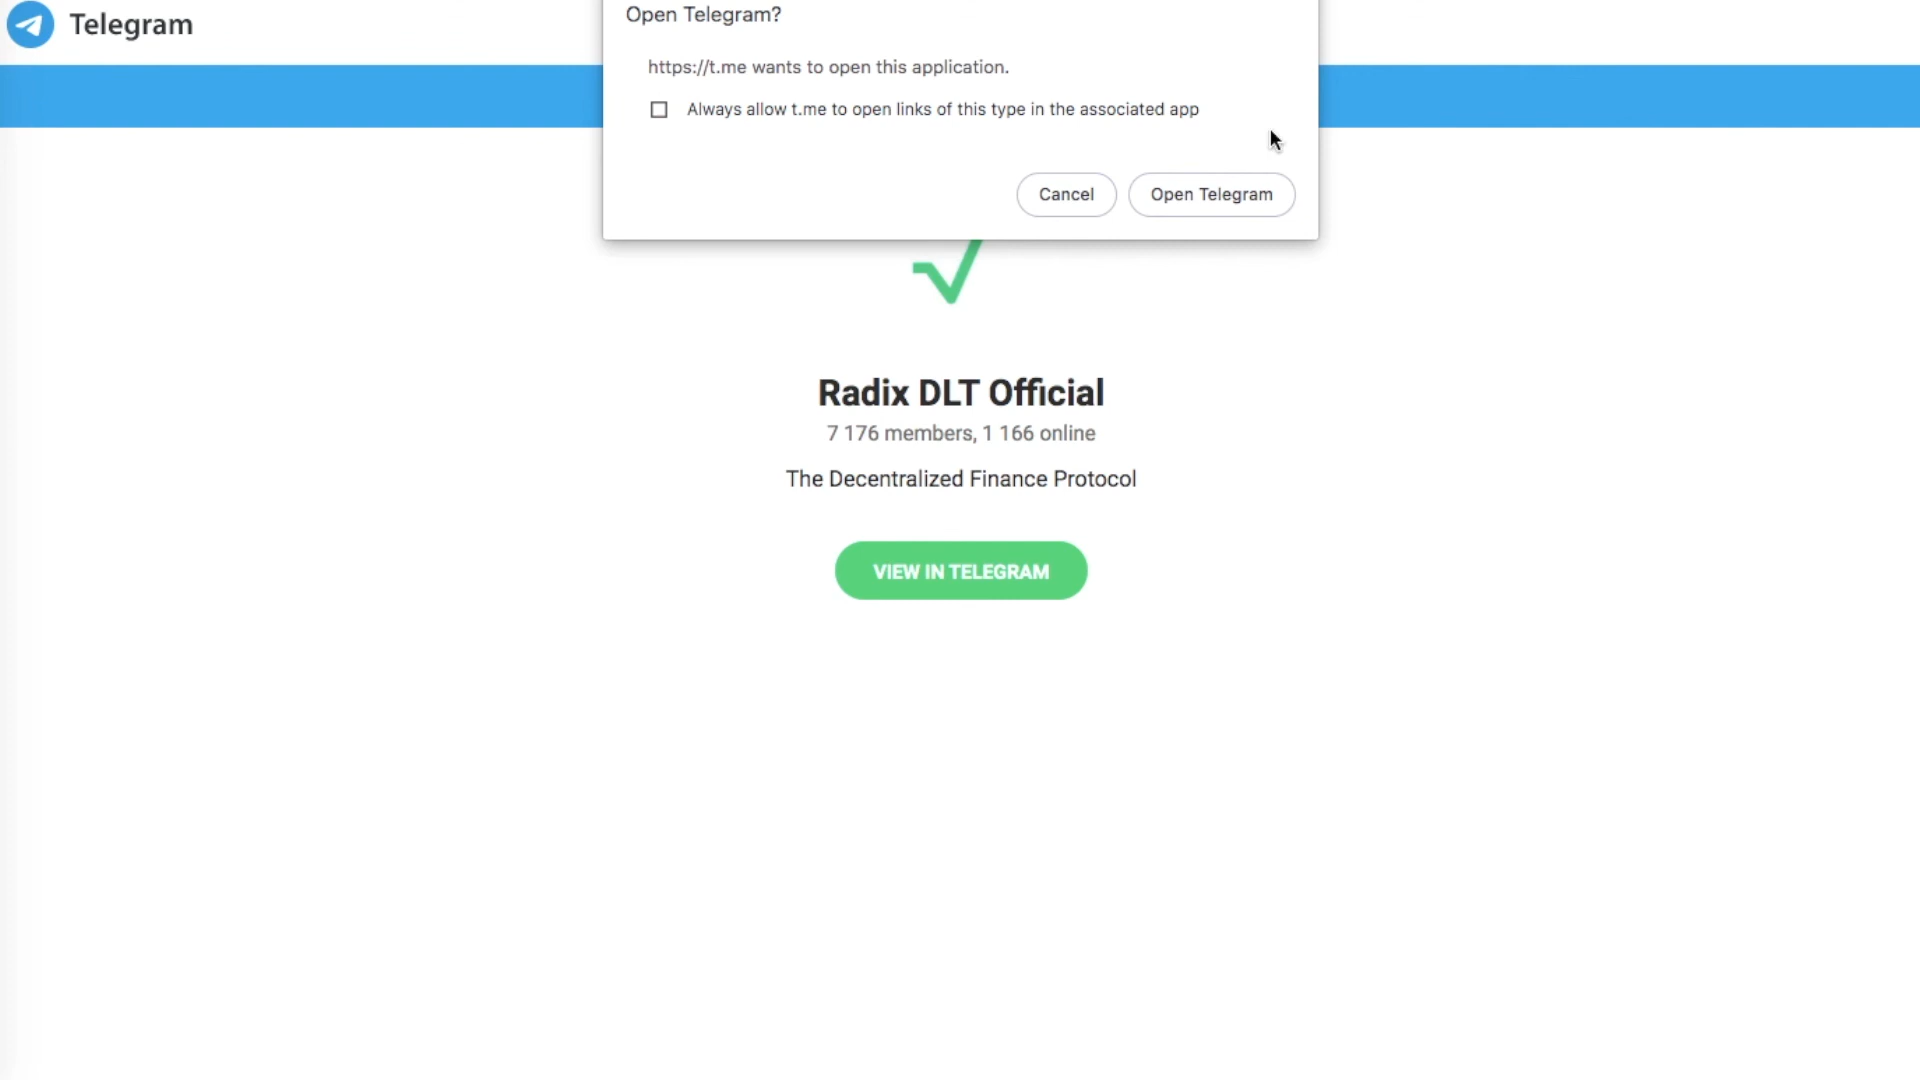 Telegram
Open Telegram?
https://t.me wants to open this application.
Always allow t.me to open links of this type in the associated app
Cancel
Open Telegram
Radix DLT Official
7 176 members, 1 166 online
The Decentralized Finance Protocol
VIEW IN TELEGRAM